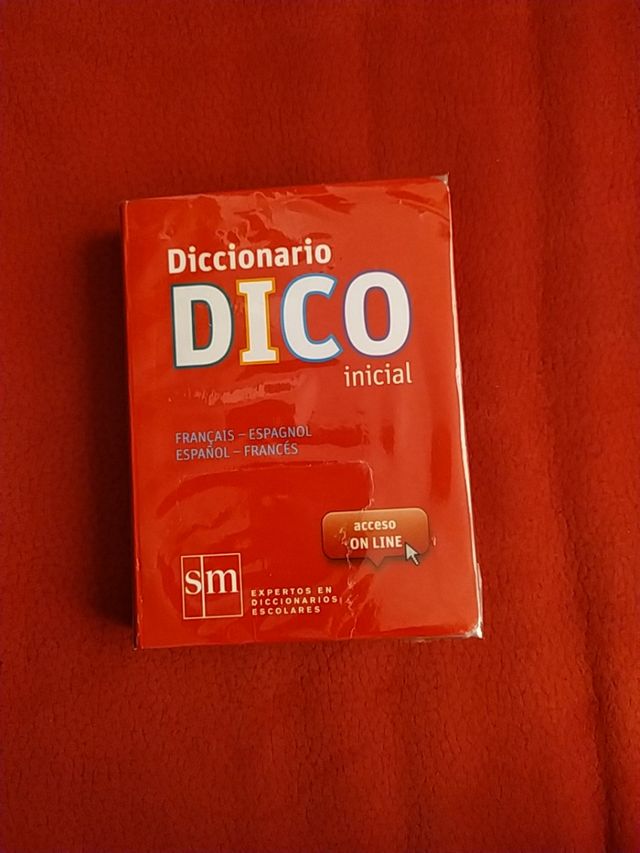 Diccionario
DICO
inicial
FRANÇAIS – ESPAGNOL
ESPAÑOL – FRANCÉS
acceso
ON LINE
sm
EXPERTOS EN
DICCIONARIOS
ESCOLARES